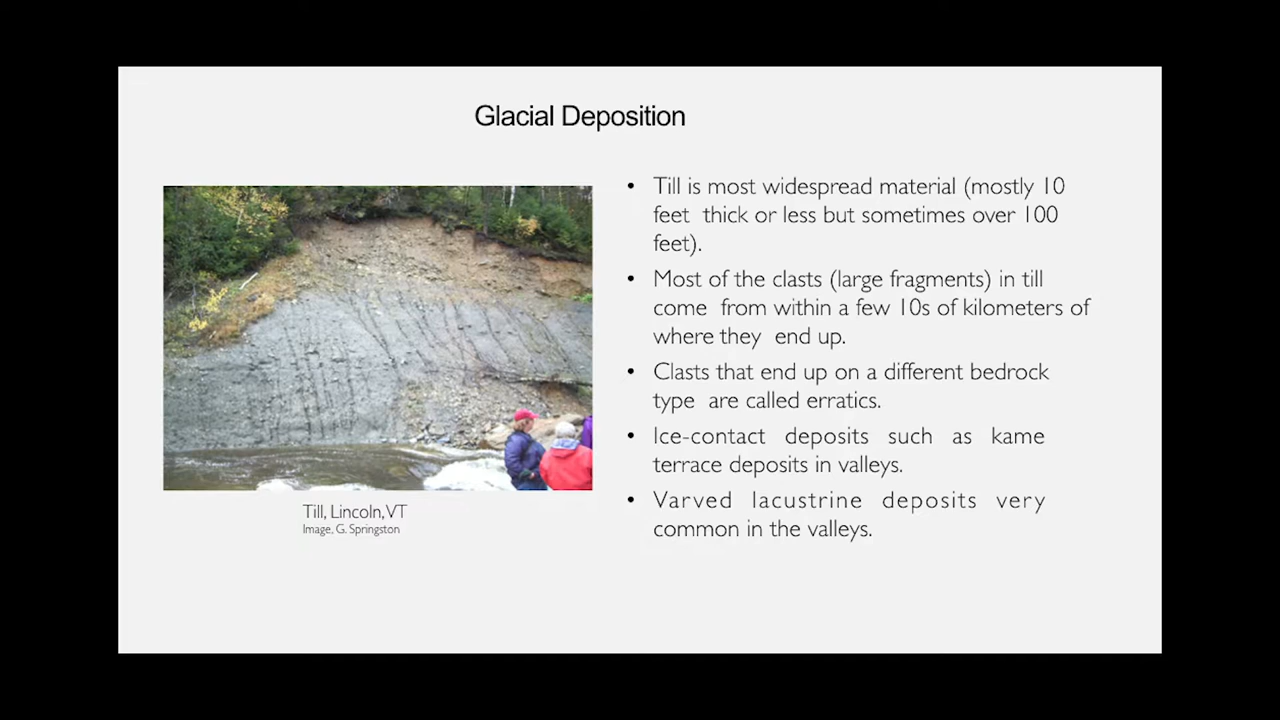 Glacial Deposition
• Till is most widespread material (mostly 10
feet thick or less but sometimes over 100
feet).
• Most of the clasts (large fragments) in till
come from within a few 10s of kilometers of
where they end up.
• Clasts that end up on a different bedrock
type are called erratics.
• Ice-contact deposits such as kame
terrace deposits in valleys.
• Varved lacustrine deposits very
common in the valleys.
Till, Lincoln, VT
Image, G. Springston